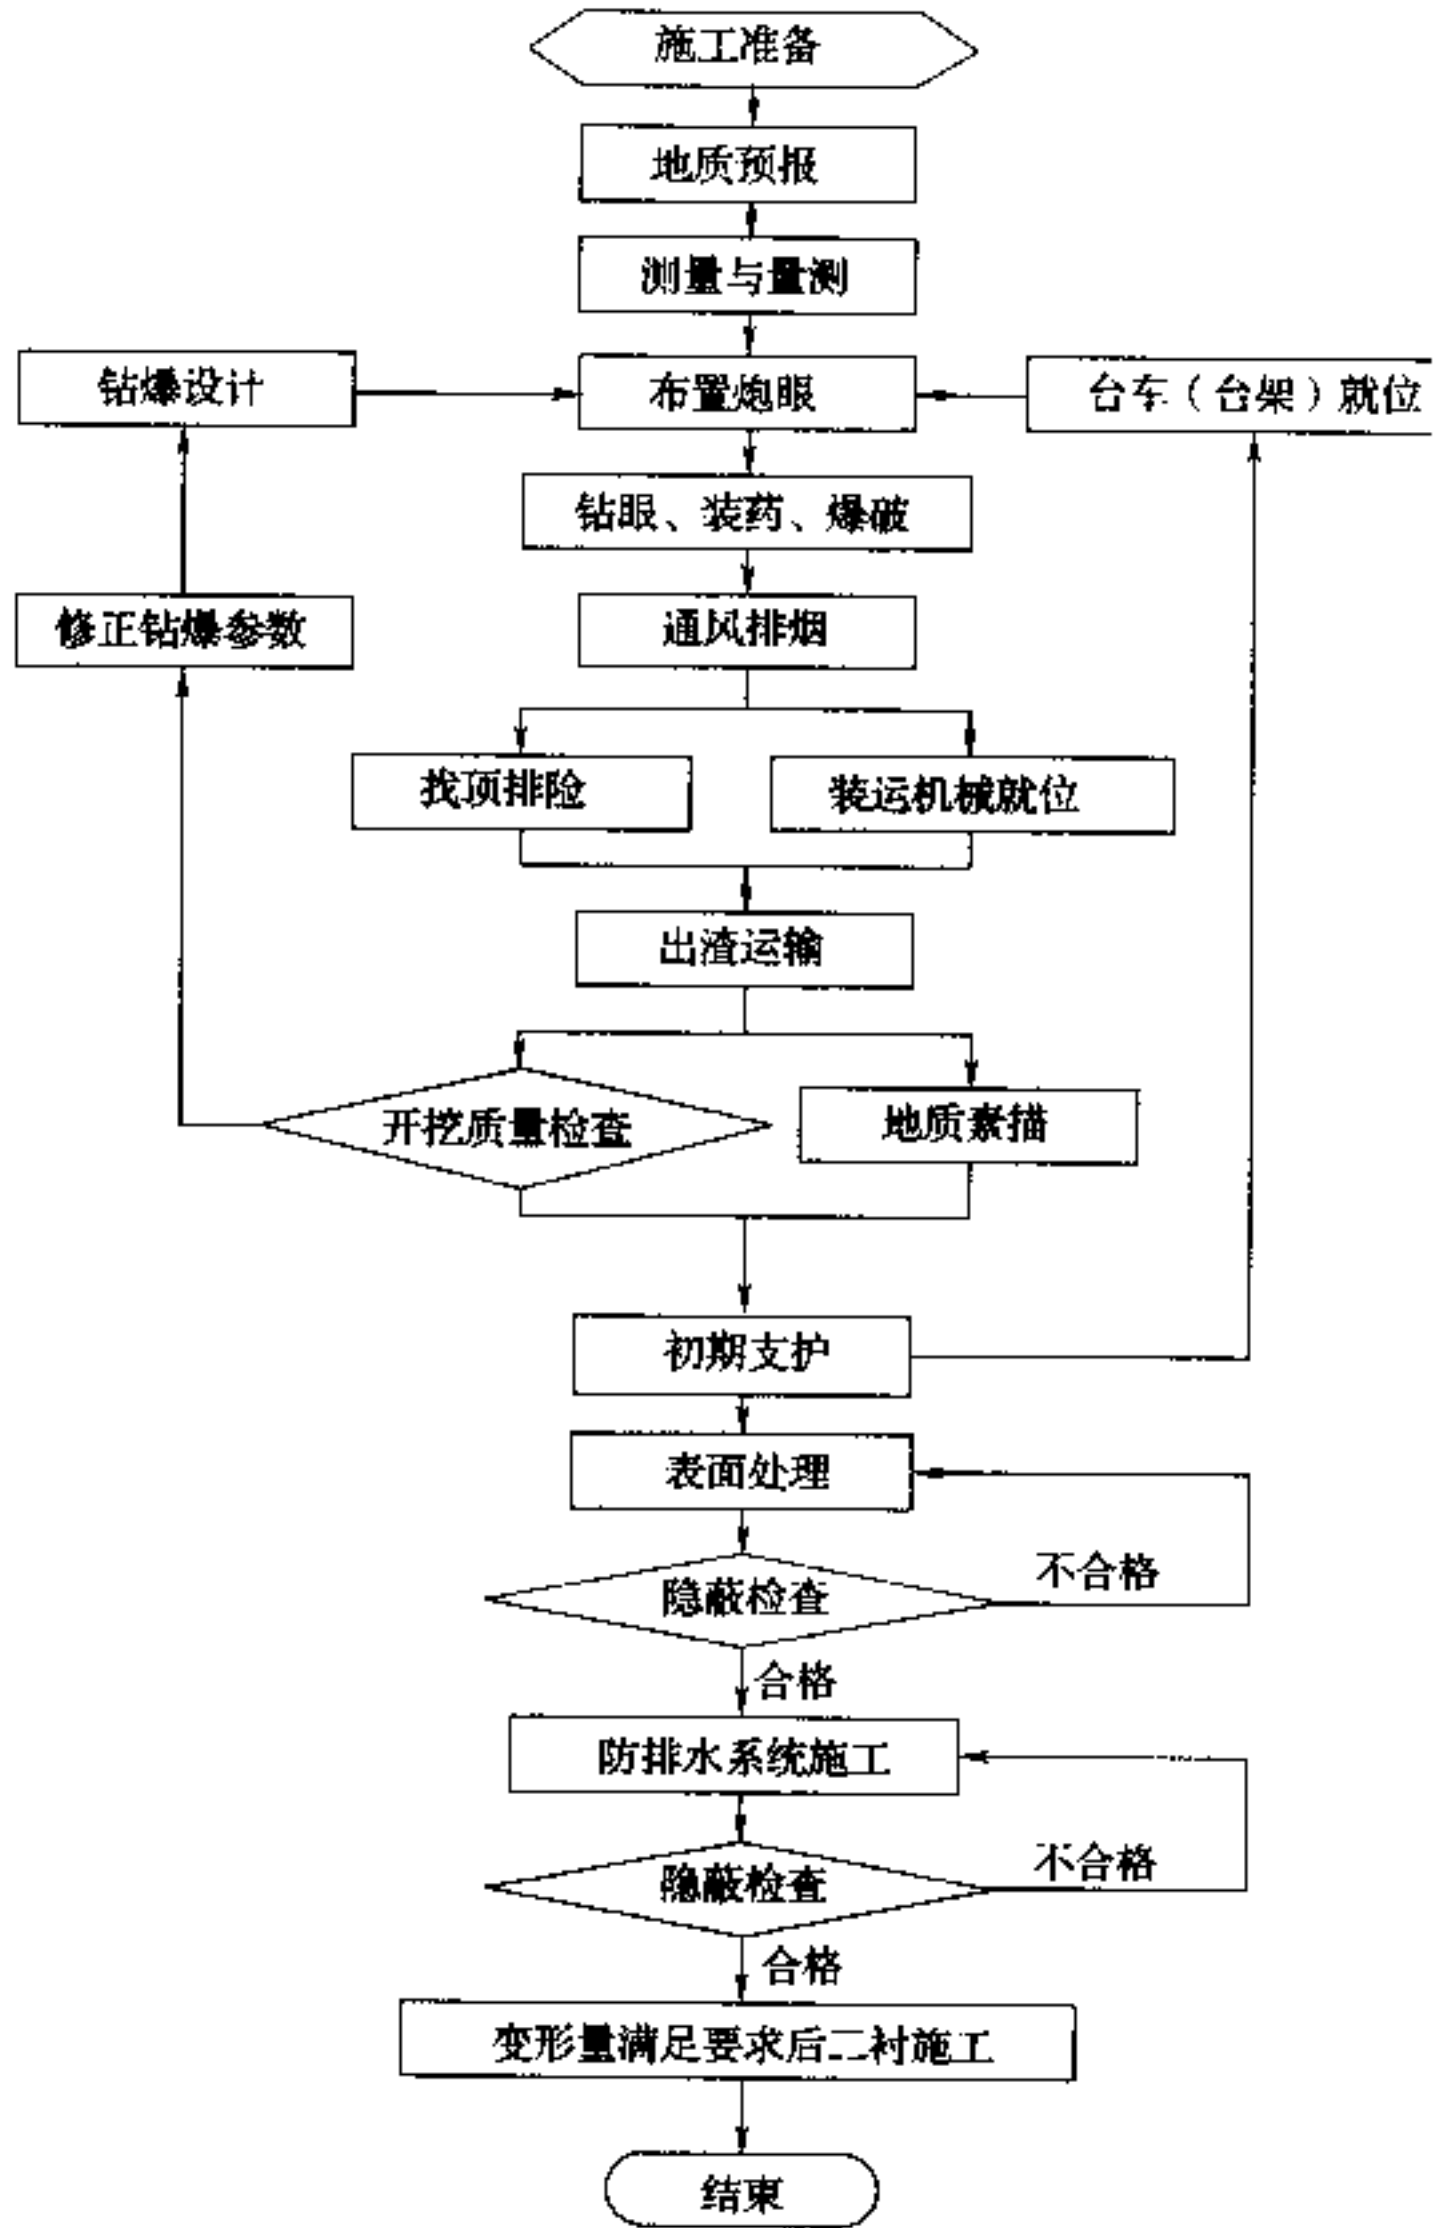 施工准备
地质预报
测量与量测
钻爆设计
布置炮眼
台车（台架）就位
钻眼、装药、爆破
修正钻爆参数
通风排烟
找顶排险
装运机械就位
出渣运输
开挖质量检查
地质素描
初期支护
表面处理
隐蔽检查
不合格
合格
防排水系统施工
隐蔽检查
不合格
合格
变形量满足要求后二衬施工
结束